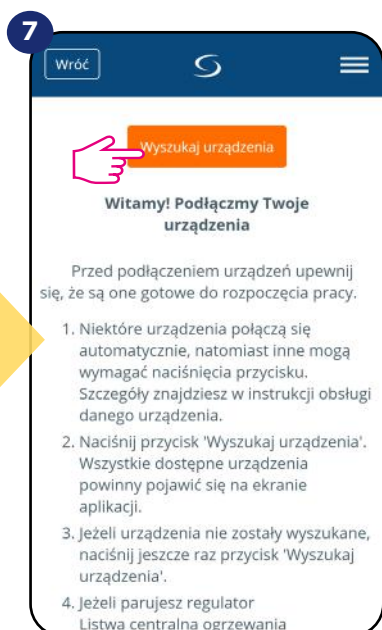 7
Wróć
Wyszukaj urządzenia
Witamy! Podłączmy Twoje
urządzenia
Przed podłączeniem urządzeń upewnij
się, że są one gotowe do rozpoczęcia pracy.
1. Niektóre urządzenia połączą się
automatycznie, natomiast inne mogą
wymagać naciśnięcia przycisku.
Szczegóły znajdziesz w instrukcji obsługi
danego urządzenia.
2. Naciśnij przycisk 'Wyszukaj urządzenia'.
Wszystkie dostępne urządzenia
powinny pojawić się na ekranie
aplikacji.
3. Jeżeli urządzenia nie zostały wyszukane,
naciśnij jeszcze raz przycisk 'Wyszukaj
urządzenia'.
4. Jeżeli parujesz regulator
Listwa centralna ogrzewania